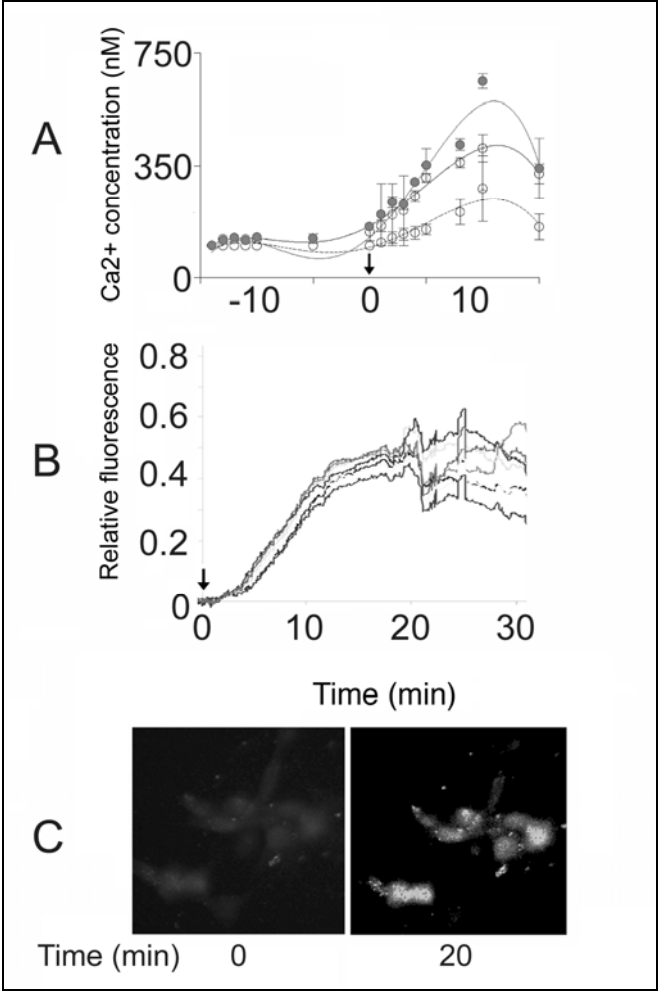 A
Ca2+ concentration (nM)
750
350
0
-10 0 10
B
Relative fluorescence
0.8
0.6
0.4
0.2
0
0 10 20 30
Time (min)
C
Time (min) 0 20